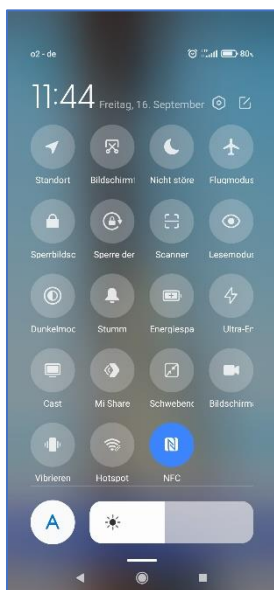 o2 - de 80%
11:44 Freitag, 16. September
Standort Bildschirmf Nicht störe Flugmodus
Sperrbildsc Sperre der Scanner Lesemodus
Dunkelmoc Stumm Energiespa Ultra-Er
Cast Mi Share Schwebenc Bildschirm
Vibrieren Hotspot NFC
A